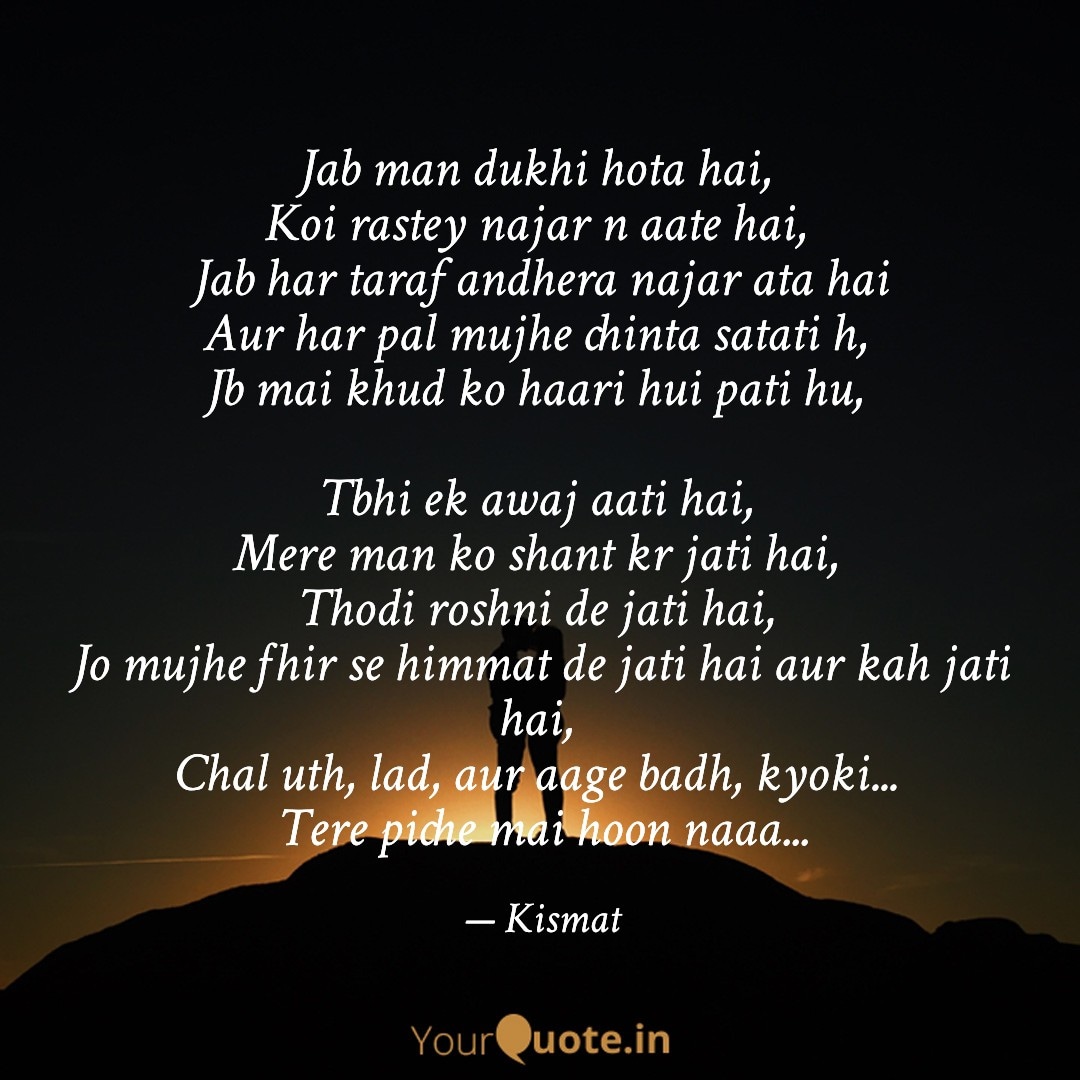 Jab man dukhi hota hai,
Koi rastey najar n aate hai,
Jab har taraf andhera najar ata hai
Aur har pal mujhe chinta satati h,
Jb mai khud ko haari hui pati hu,
Tbhi ek awaj aati hai,
Mere man ko shant kr jati hai,
Thodi roshni de jati hai,
Jo mujhe fhir se himmat de jati hai aur kah jati
hai,
Chal uth, lad, aur aage badh, kyoki...
Tere piche mai hoon naaa...
— Kismat
YourQuote.in